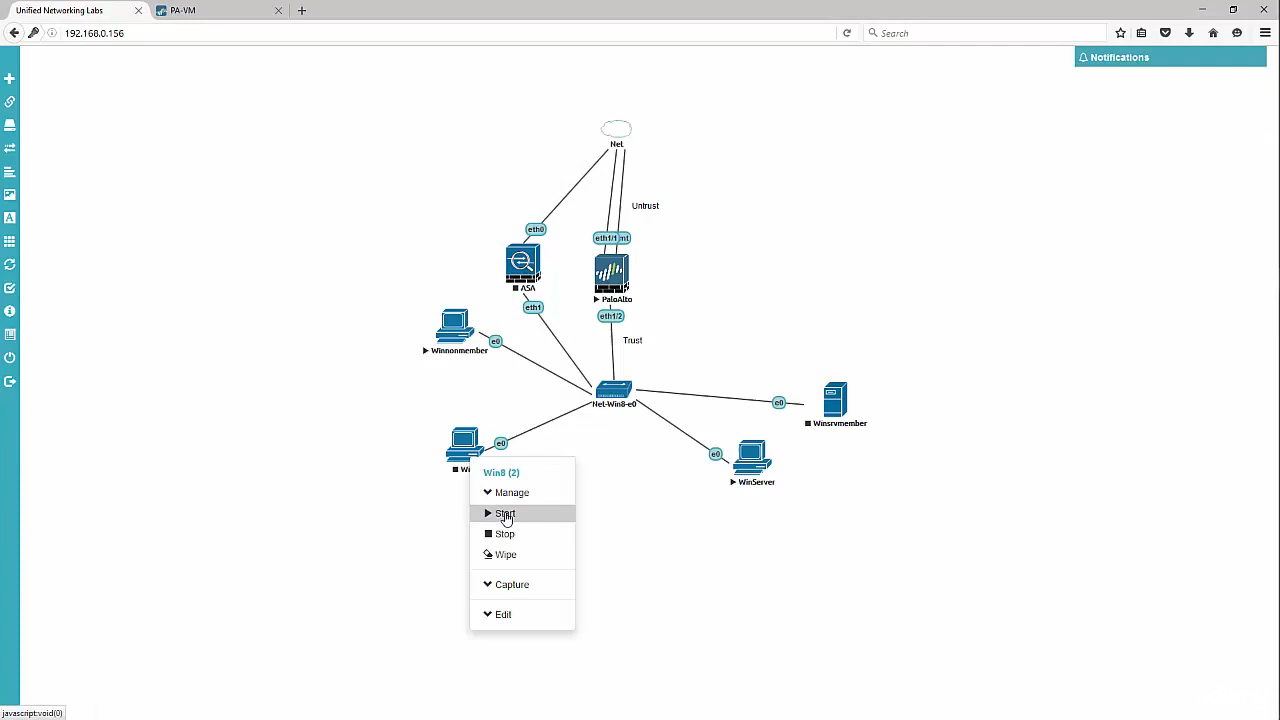 Unified Networking Labs
PA-VM
192.168.0.156
Search
Notifications
Net
Untrust
eth0
eth1/1
mt
ASA
PaloAlto
eth1
eth1/2
Trust
e0
Winnonmember
Net-Win8-e0
e0
Winsrvmember
e0
e0
WinServer
Win8 (2)
Manage
Start
Stop
Wipe
Capture
Edit
javascript:void(0)